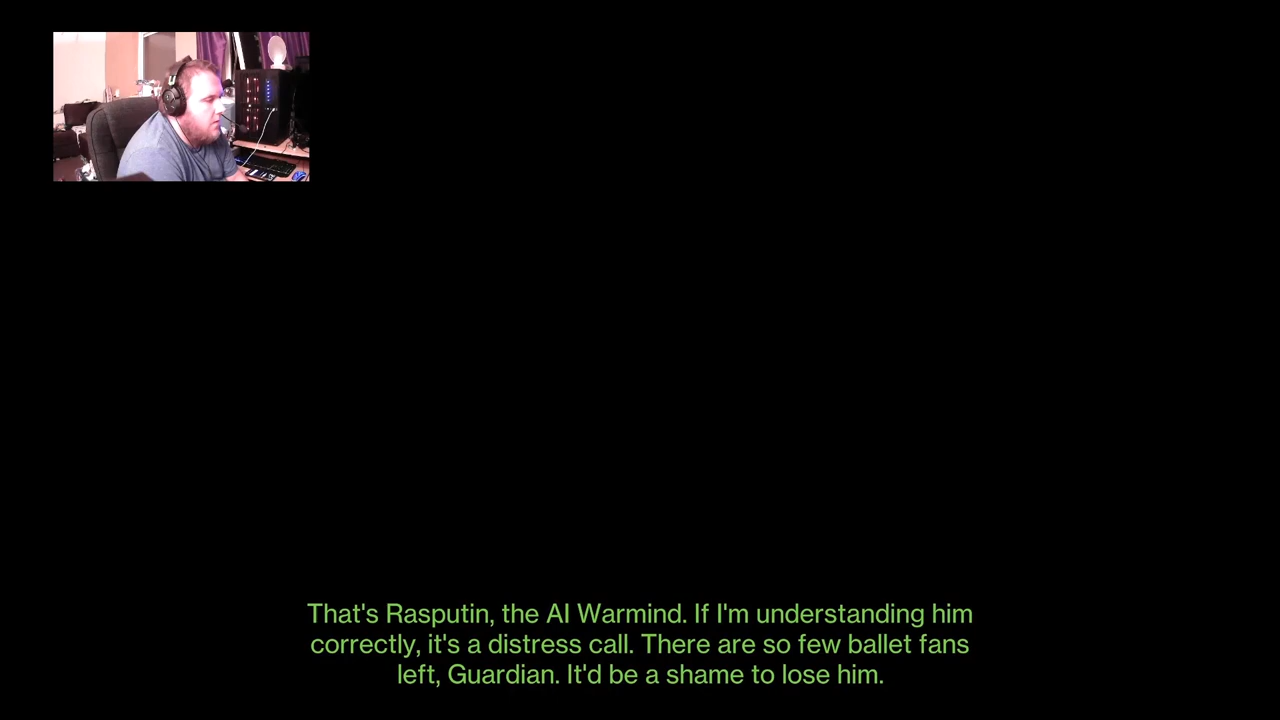 That's Rasputin, the AI Warmind. If I'm understanding him
correctly, it's a distress call. There are so few ballet fans
left, Guardian. It'd be a shame to lose him.